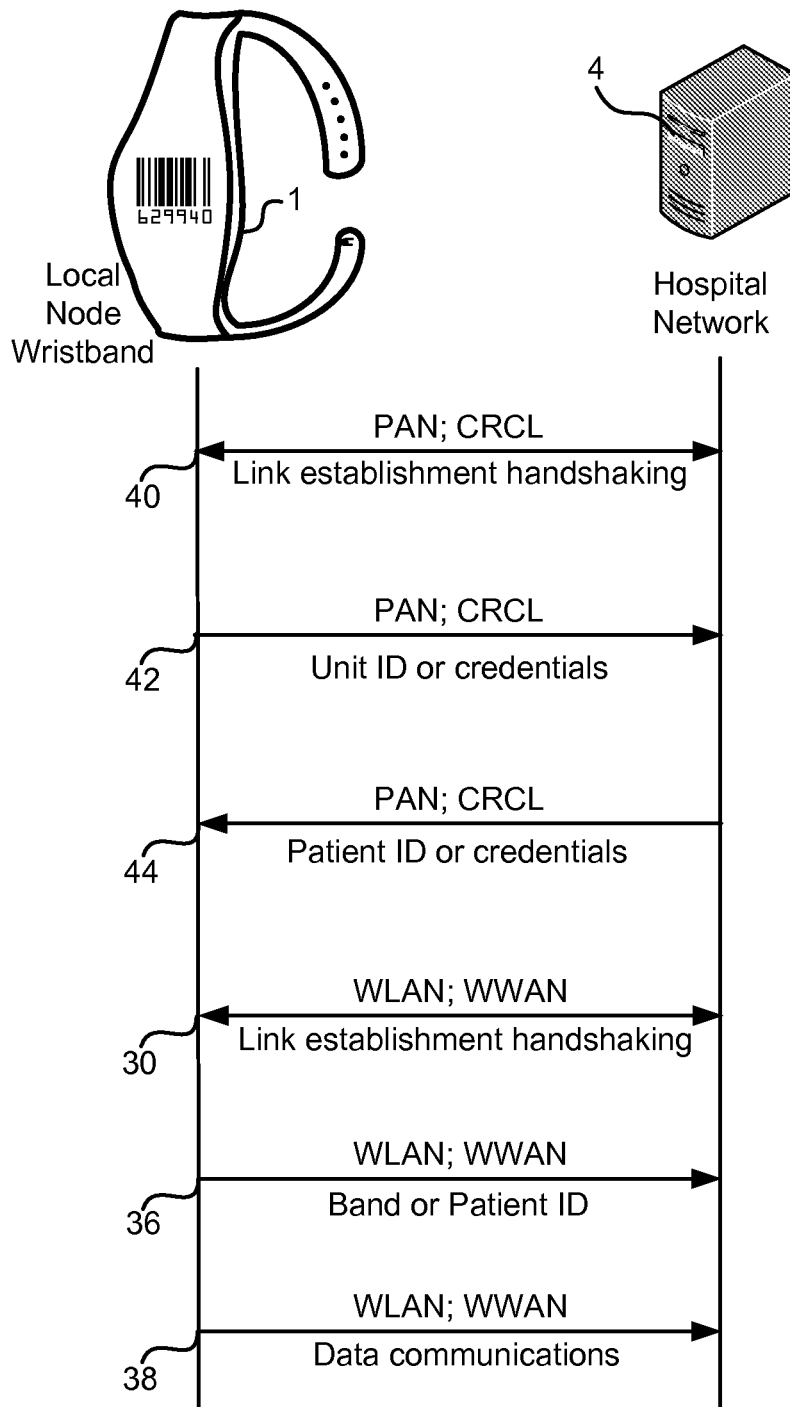 4
629940
1
Local
Node
Wristband
Hospital
Network
PAN; CRCL
Link establishment handshaking
40
PAN; CRCL
Unit ID or credentials
42
PAN; CRCL
Patient ID or credentials
44
WLAN; WWAN
Link establishment handshaking
30
WLAN; WWAN
Band or Patient ID
36
WLAN; WWAN
Data communications
38